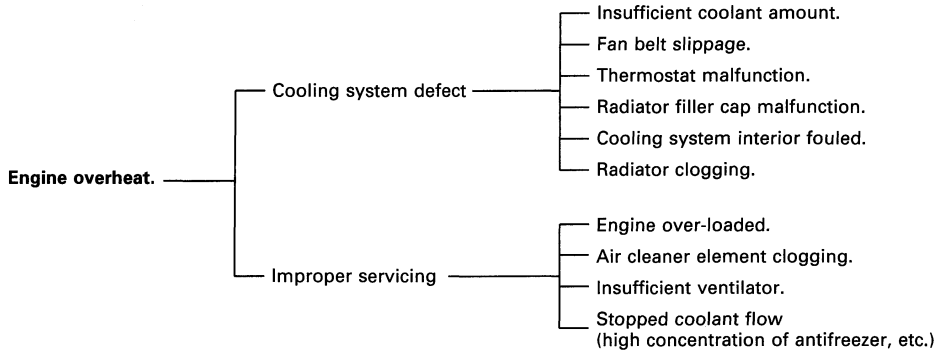 Engine overheat.
Cooling system defect
Insufficient coolant amount.
Fan belt slippage.
Thermostat malfunction.
Radiator filler cap malfunction.
Cooling system interior fouled.
Radiator clogging.
Improper servicing
Engine over-loaded.
Air cleaner element clogging.
Insufficient ventilator.
Stopped coolant flow
(high concentration of antifreezer, etc.)